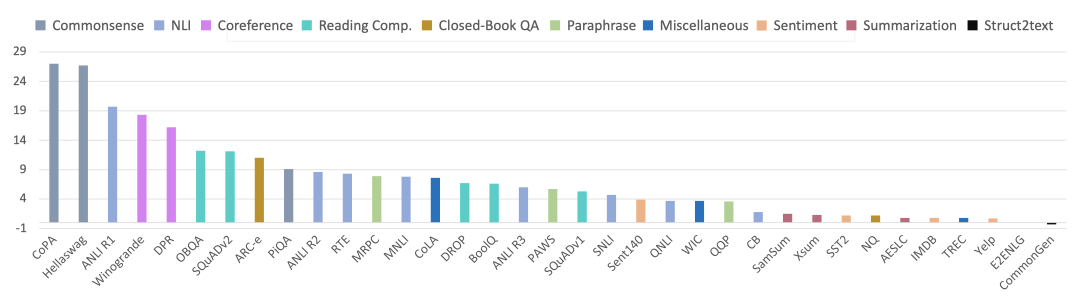 Commonsense NLI Coreference Reading Comp. Closed-Book QA Paraphrase Miscellaneous Sentiment Summarization Struct2text
29
24
19
14
9
4
-1
CoPA
Hellaswag
ANLI R1
Winogrande
DPR
OBQA
SQuADv2
ARC-e
PiQA
ANLI R2
RTE
MRPC
MNLI
CoLA
DROP
BoolQ
ANLI R3
PAWS
SQuADv1
SNLI
Sent140
QNLI
WIC
QQP
CB
SamSum
Xsum
SST2
NQ
AESLC
IMDB
TREC
Yelp
E2ENLG
CommonGen